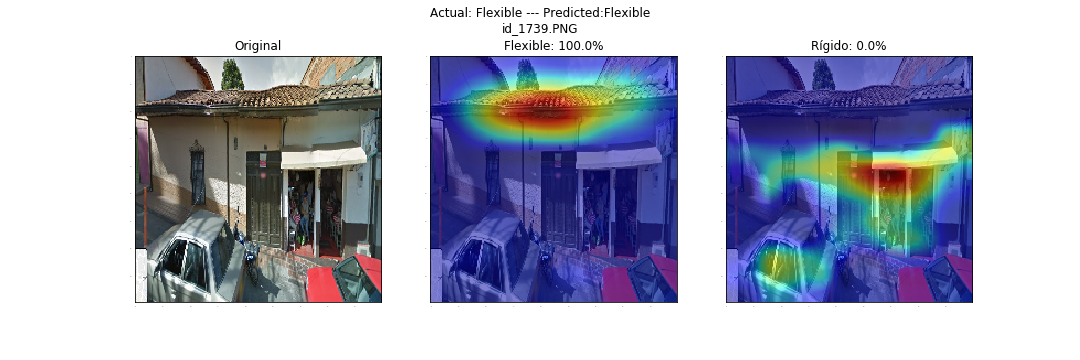 Actual: Flexible --- Predicted:Flexible
id_1739.PNG
Original
Flexible: 100.0%
Rígido: 0.0%